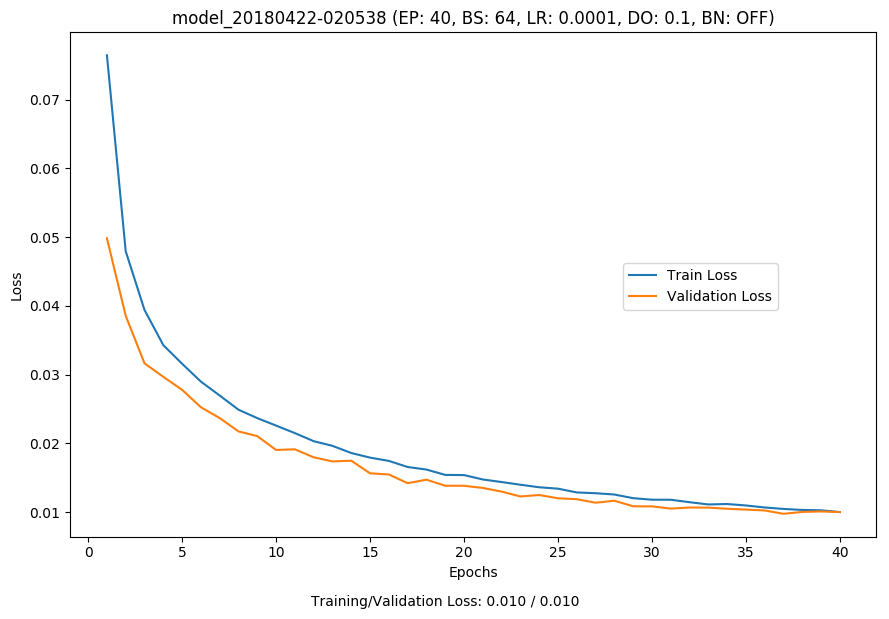 model_20180422-020538 (EP: 40, BS: 64, LR: 0.0001, DO: 0.1, BN: OFF)
0.07
0.06
0.05
0.04
0.03
0.02
0.01
Loss
Train Loss
Validation Loss
0 5 10 15 20 25 30 35 40
Epochs
Training/Validation Loss: 0.010 / 0.010